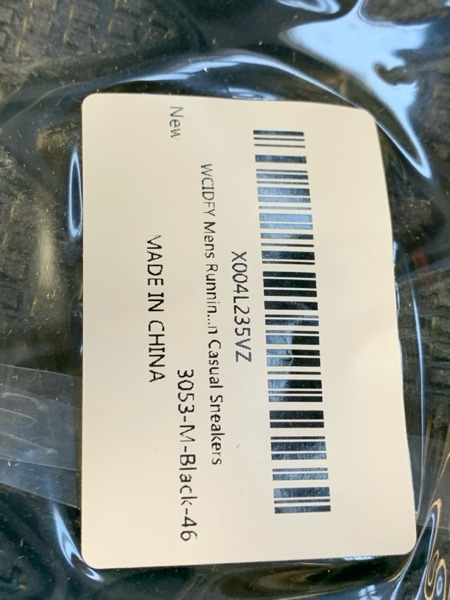 X004L235VZ
WCIDFY Mens Runnin...n Casual Sneakers
3053-M-Black-46
New
MADE IN CHINA